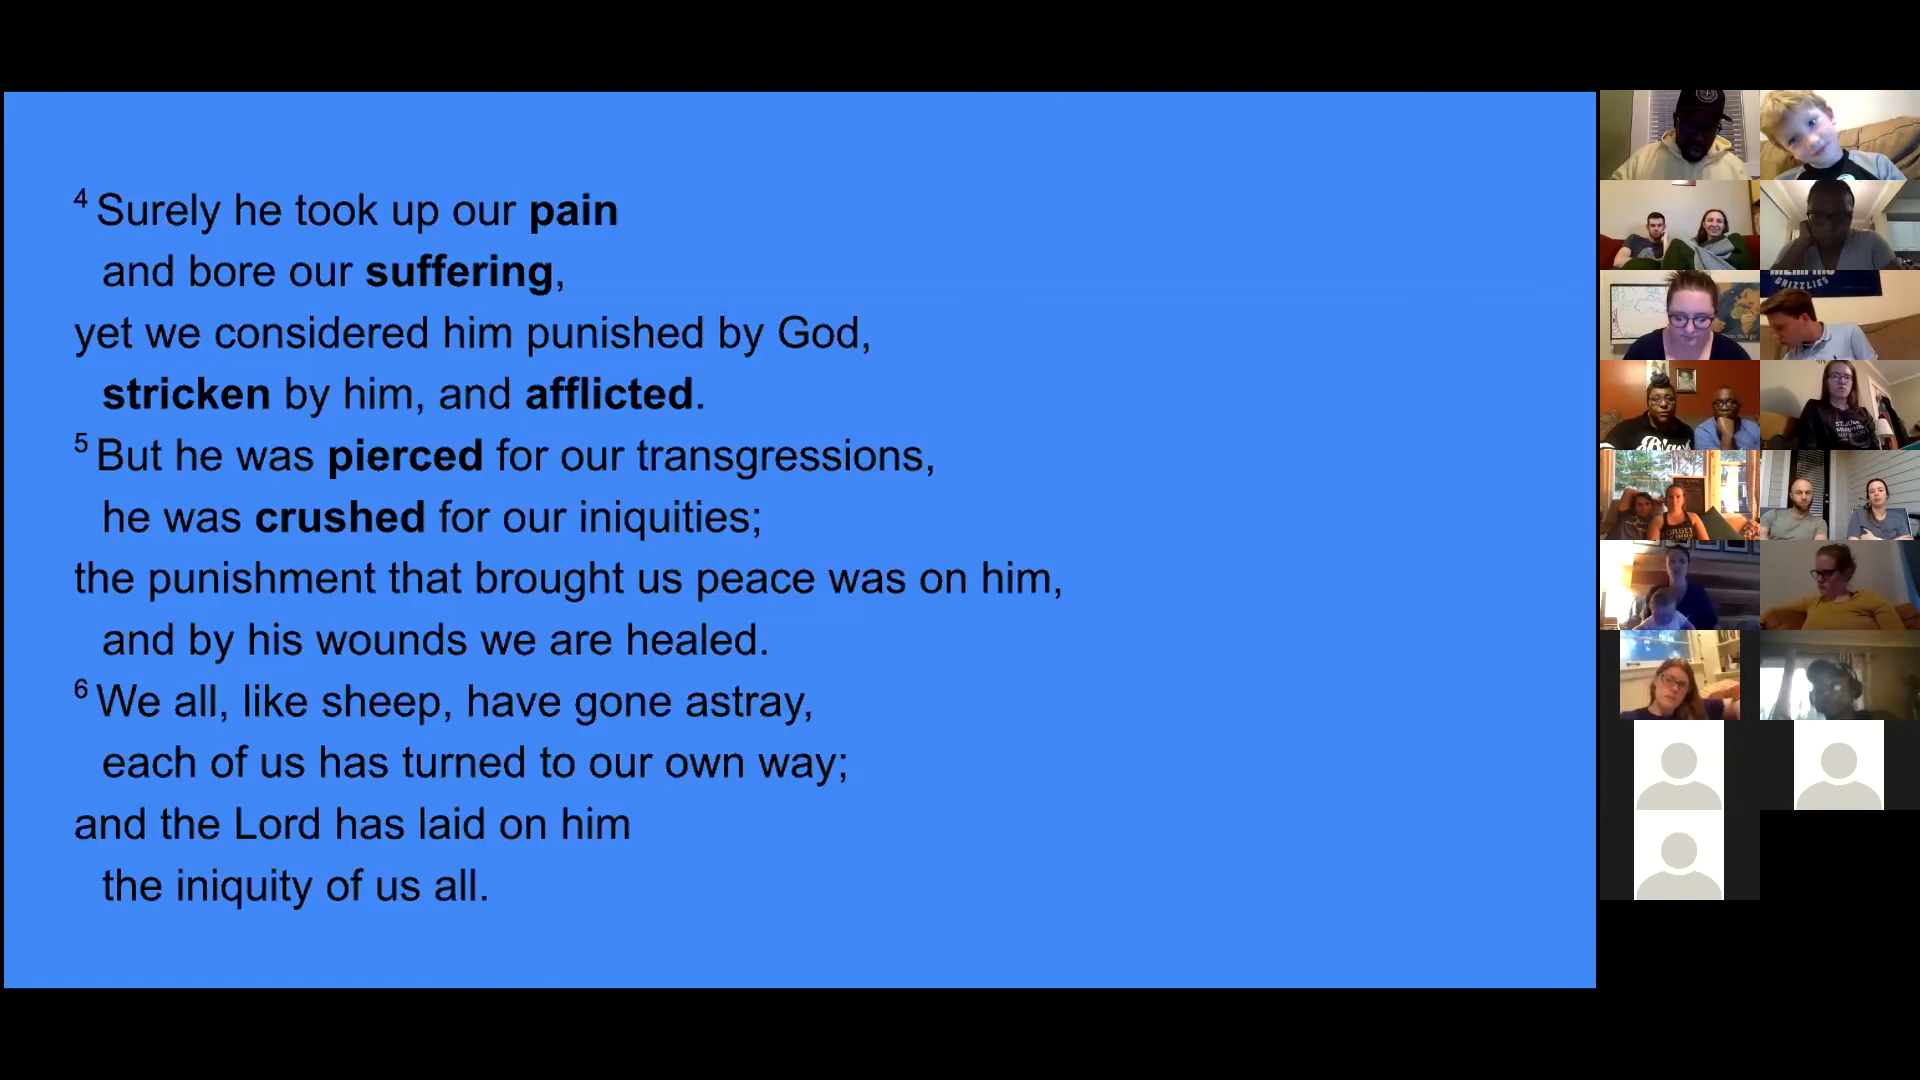 4 Surely he took up our pain
and bore our suffering,
yet we considered him punished by God,
stricken by him, and afflicted.
5 But he was pierced for our transgressions,
he was crushed for our iniquities;
the punishment that brought us peace was on him,
and by his wounds we are healed.
6 We all, like sheep, have gone astray,
each of us has turned to our own way;
and the Lord has laid on him
the iniquity of us all.
MEMPHIS
GRIZZLIES